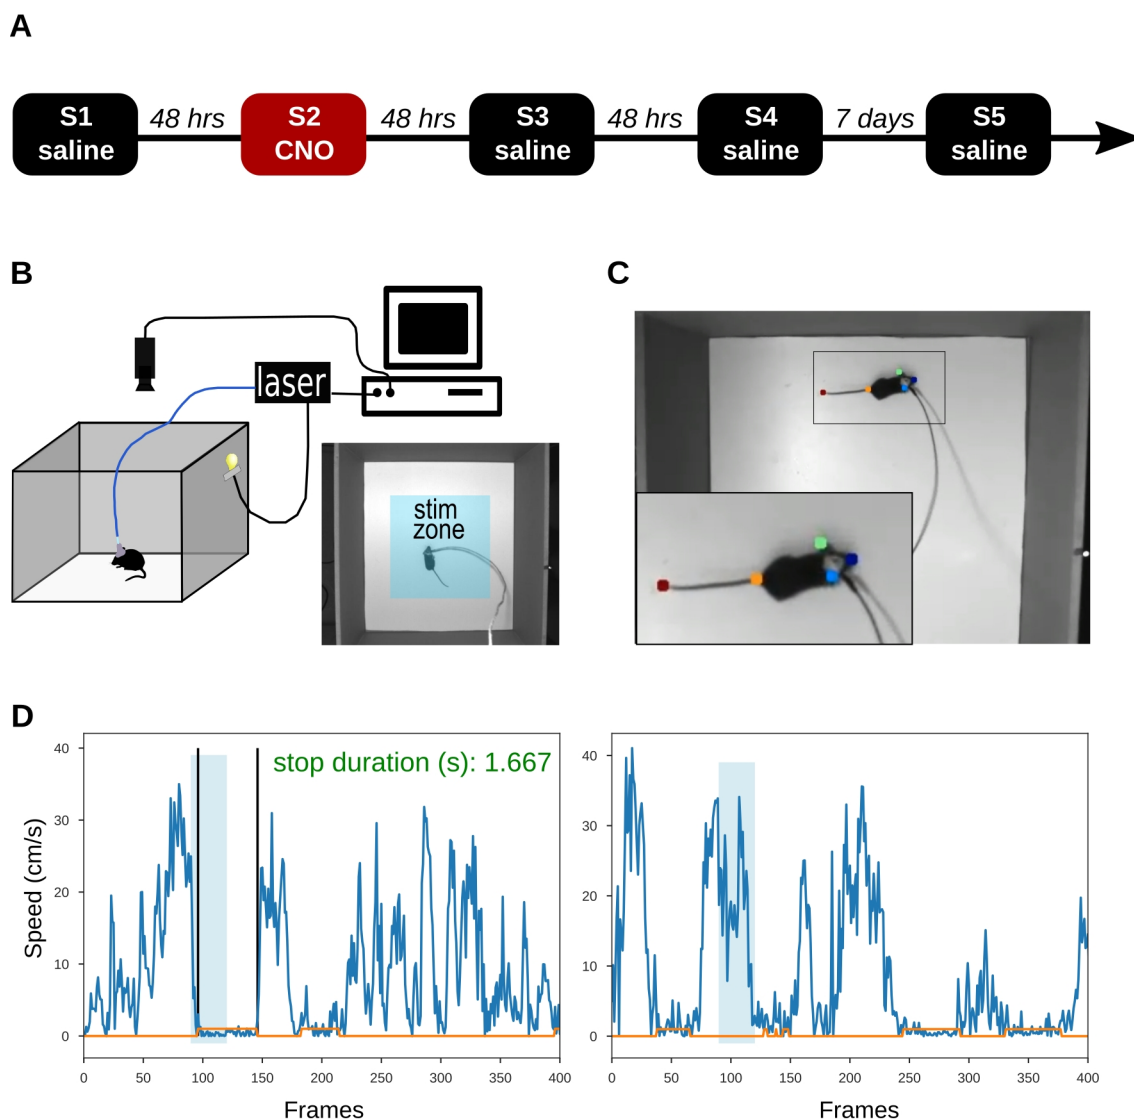 A
S1
saline
48 hrs
S2
CNO
48 hrs
S3
saline
48 hrs
S4
saline
7 days
S5
saline
B
C
laser
stim
zone
D
stop duration (s): 1.667
Speed (cm/s)
40
30
20
10
0
0 50 100 150 200 250 300 350 400
Frames
40
30
20
10
0
0 50 100 150 200 250 300 350 400
Frames